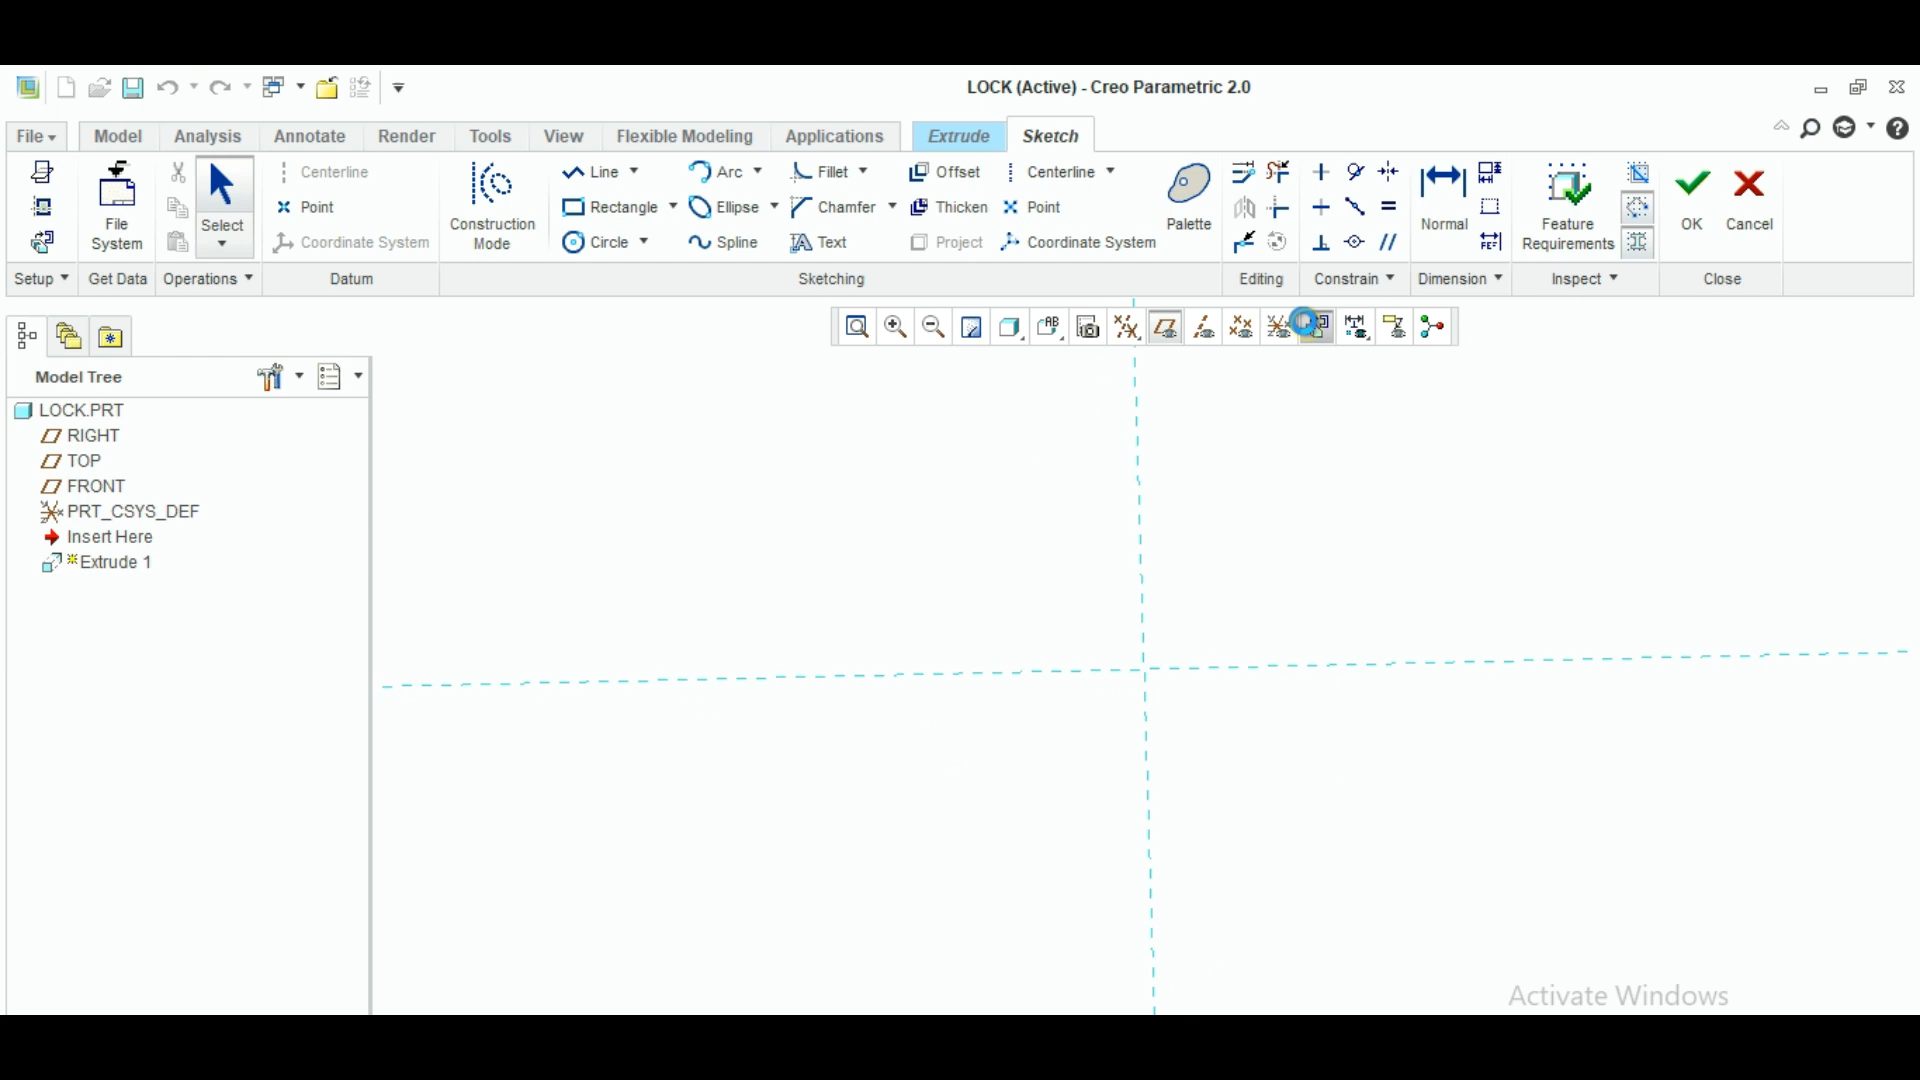 LOCK (Active) - Creo Parametric 2.0
File Model Analysis Annotate Render Tools View Flexible Modeling Applications Extrude Sketch
Centerline Line Arc Fillet Offset Centerline
Point Rectangle Ellipse Chamfer Thicken Point
Coordinate System Circle Spline Text Project Coordinate System
File System
Select
Construction Mode
Palette
Normal
Feature Requirements
OK
Cancel
Setup Get Data Operations Datum Sketching Editing Constrain Dimension Inspect Close
Model Tree
LOCK.PRT
RIGHT
TOP
FRONT
PRT_CSYS_DEF
Insert Here
Extrude 1
Activate Windows